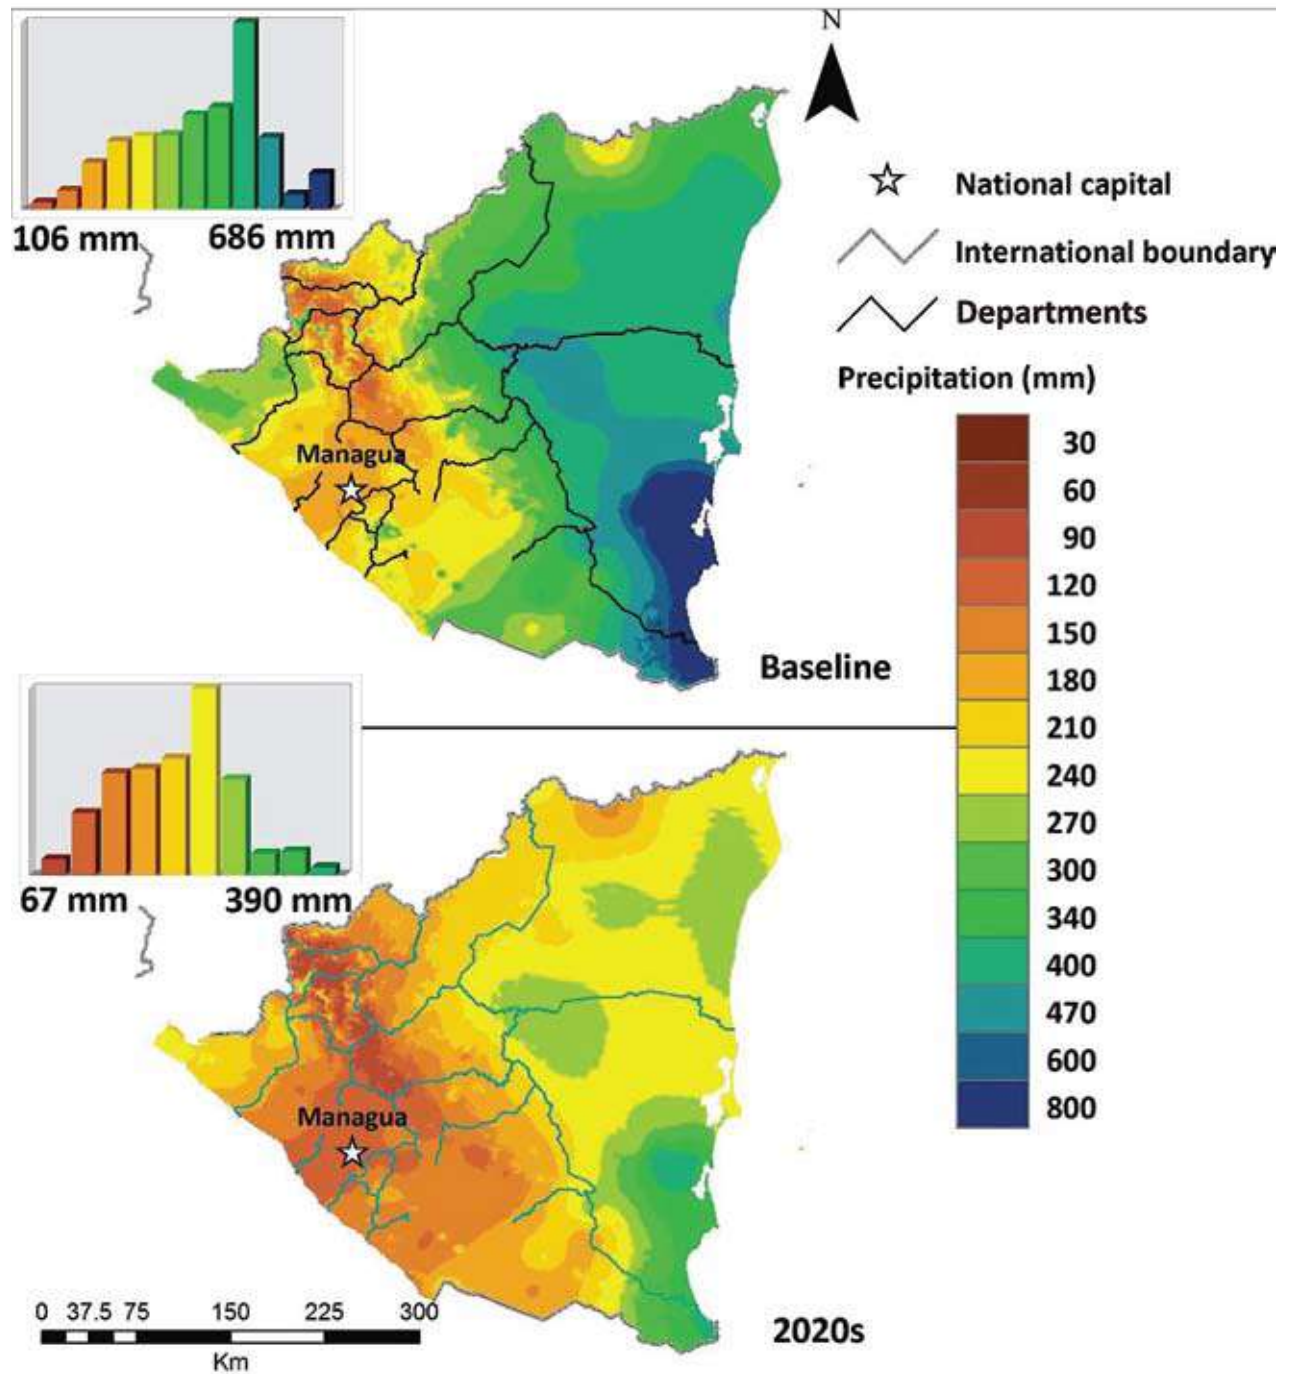 N
106 mm 686 mm
National capital
International boundary
Departments
Precipitation (mm)
30
60
90
120
150
180
210
240
270
300
340
400
470
600
800
Managua
Baseline
67 mm 390 mm
Managua
0 37.5 75 150 225 300
Km
2020s